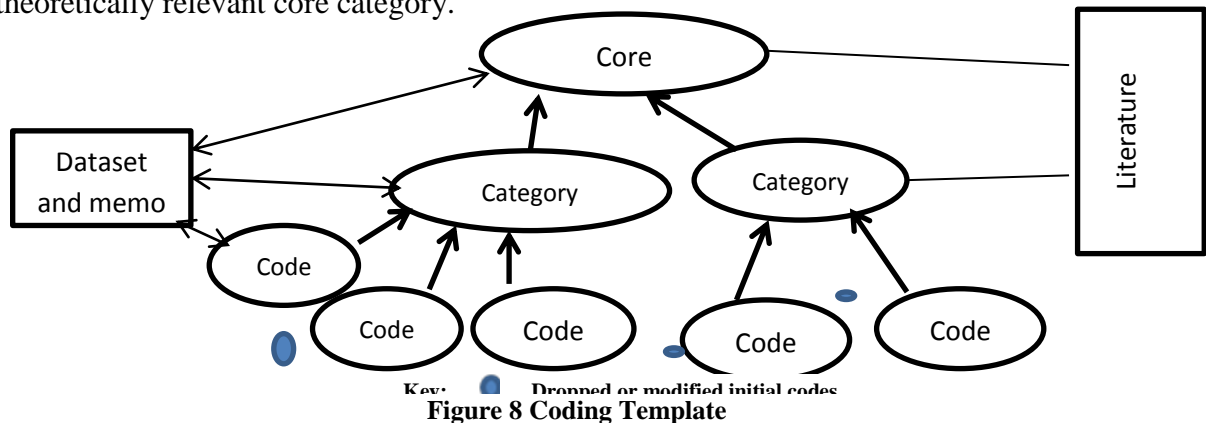 theoretically relevant core category.
Core
Literature
Dataset
and memo
Category
Category
Code
Code
Code
Code
Code
Key: Dropped or modified initial codes
Figure 8 Coding Template